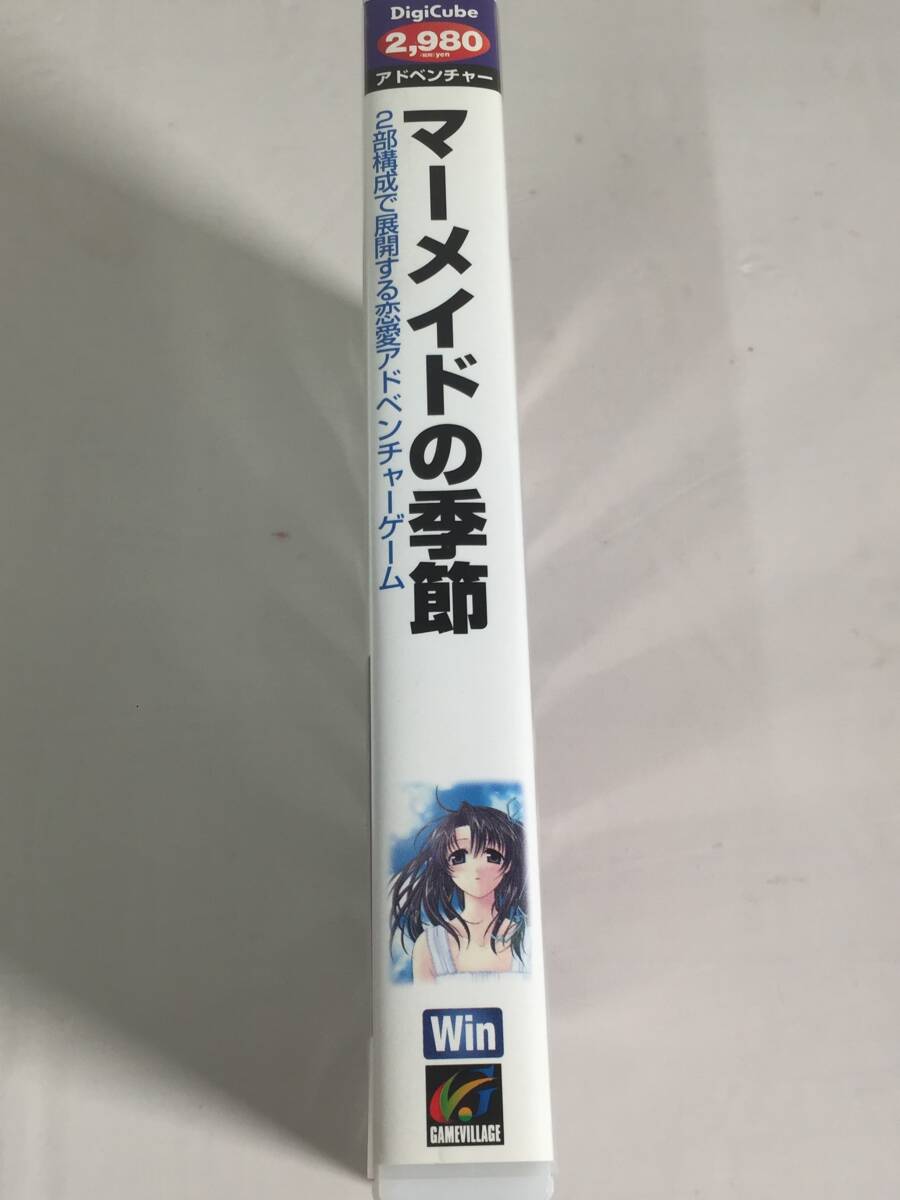 DigiCube
2,980
yen
アドベンチャー
マーメイドの季節
2部構成で展開する恋愛アドベンチャーゲーム
Win
GAMEVILLAGE